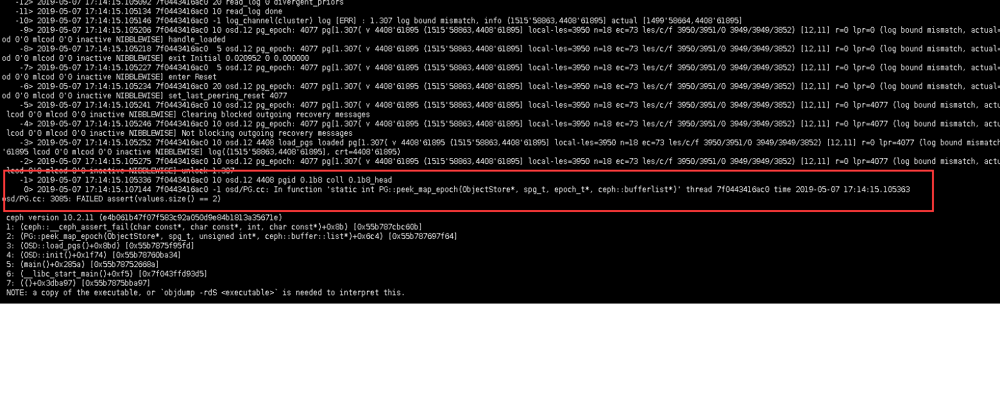 -12> 2019-05-07 17:14:15.105092 7f0443416ac0 20 read_log 0 divergent_priors
-11> 2019-05-07 17:14:15.105134 7f0443416ac0 10 read_log done
-10> 2019-05-07 17:14:15.105146 7f0443416ac0 -1 log_channel(cluster) log [ERR] : 1.307 log bound mismatch, info (1515'58863,4408'61895] actual [1499'58664,4408'61895]
-9> 2019-05-07 17:14:15.105206 7f0443416ac0 10 osd.12 pg_epoch: 4077 pg[1.307( v 4408'61895 (1515'58863,4408'61895] local-les=3950 n=18 ec=73 les/c/f 3950/3951/0 3949/3949/3852) [12,11] r=0 lpr=0 (log bound mismatch, actual=
od 0'0 mlcod 0'0 inactive NIBBLEWISE] handle_loaded
-8> 2019-05-07 17:14:15.105218 7f0443416ac0  5 osd.12 pg_epoch: 4077 pg[1.307( v 4408'61895 (1515'58863,4408'61895] local-les=3950 n=18 ec=73 les/c/f 3950/3951/0 3949/3949/3852) [12,11] r=0 lpr=0 (log bound mismatch, actual=
od 0'0 mlcod 0'0 inactive NIBBLEWISE] exit Initial 0.020952 0 0.000000
-7> 2019-05-07 17:14:15.105227 7f0443416ac0  5 osd.12 pg_epoch: 4077 pg[1.307( v 4408'61895 (1515'58863,4408'61895] local-les=3950 n=18 ec=73 les/c/f 3950/3951/0 3949/3949/3852) [12,11] r=0 lpr=0 (log bound mismatch, actual=
od 0'0 mlcod 0'0 inactive NIBBLEWISE] enter Reset
-6> 2019-05-07 17:14:15.105234 7f0443416ac0 20 osd.12 pg_epoch: 4077 pg[1.307( v 4408'61895 (1515'58863,4408'61895] local-les=3950 n=18 ec=73 les/c/f 3950/3951/0 3949/3949/3852) [12,11] r=0 lpr=0 (log bound mismatch, actual=
od 0'0 mlcod 0'0 inactive NIBBLEWISE] set_last_peering_reset 4077
-5> 2019-05-07 17:14:15.105241 7f0443416ac0 10 osd.12 pg_epoch: 4077 pg[1.307( v 4408'61895 (1515'58863,4408'61895] local-les=3950 n=18 ec=73 les/c/f 3950/3951/0 3949/3949/3852) [12,11] r=0 lpr=4077 (log bound mismatch, actu
lcod 0'0 mlcod 0'0 inactive NIBBLEWISE] Clearing blocked outgoing recovery messages
-4> 2019-05-07 17:14:15.105246 7f0443416ac0 10 osd.12 pg_epoch: 4077 pg[1.307( v 4408'61895 (1515'58863,4408'61895] local-les=3950 n=18 ec=73 les/c/f 3950/3951/0 3949/3949/3852) [12,11] r=0 lpr=4077 (log bound mismatch, actu
lcod 0'0 mlcod 0'0 inactive NIBBLEWISE] Not blocking outgoing recovery messages
-3> 2019-05-07 17:14:15.105252 7f0443416ac0 10 osd.12 4408 load_pgs loaded pg[1.307( v 4408'61895 (1515'58863,4408'61895] local-les=3950 n=18 ec=73 les/c/f 3950/3951/0 3949/3949/3852) [12,11] r=0 lpr=4077 (log bound mismatch
'61895 lcod 0'0 mlcod 0'0 inactive NIBBLEWISE] log((1515'58863,4408'61895], crt=4408'61895)
-2> 2019-05-07 17:14:15.105275 7f0443416ac0 10 osd.12 pg_epoch: 4077 pg[1.307( v 4408'61895 (1515'58863,4408'61895] local-les=3950 n=18 ec=73 les/c/f 3950/3951/0 3949/3949/3852) [12,11] r=0 lpr=4077 (log bound mismatch, actu
lcod 0'0 mlcod 0'0 inactive NIBBLEWISE] unlock 1.307
-1> 2019-05-07 17:14:15.105336 7f0443416ac0 10 osd.12 4408 pgid 0.1b8 coll 0.1b8_head
0> 2019-05-07 17:14:15.107144 7f0443416ac0 -1 osd/PG.cc: In function 'static int PG::peek_map_epoch(ObjectStore*, spg_t, epoch_t*, ceph::bufferlist*)' thread 7f0443416ac0 time 2019-05-07 17:14:15.105363
osd/PG.cc: 3085: FAILED assert(values.size() == 2)
ceph version 10.2.11 (e4b061b47f07f583c92a050d9e84b1813a35671e)
1: (ceph::__ceph_assert_fail(char const*, char const*, int, char const*)+0x8b) [0x55b787cbc60b]
2: (PG::peek_map_epoch(ObjectStore*, spg_t, unsigned int*, ceph::buffer::list*)+0x6c4) [0x55b787697f64]
3: (OSD::load_pgs()+0x8bd) [0x55b7875f95fd]
4: (OSD::init()+0x1f74) [0x55b78760ba34]
5: (main()+0x285a) [0x55b78752668a]
6: (__libc_start_main()+0xf5) [0x7f043ffd93d5]
7: (()+0x3dba97) [0x55b7875bba97]
NOTE: a copy of the executable, or `objdump -rdS <executable>` is needed to interpret this.